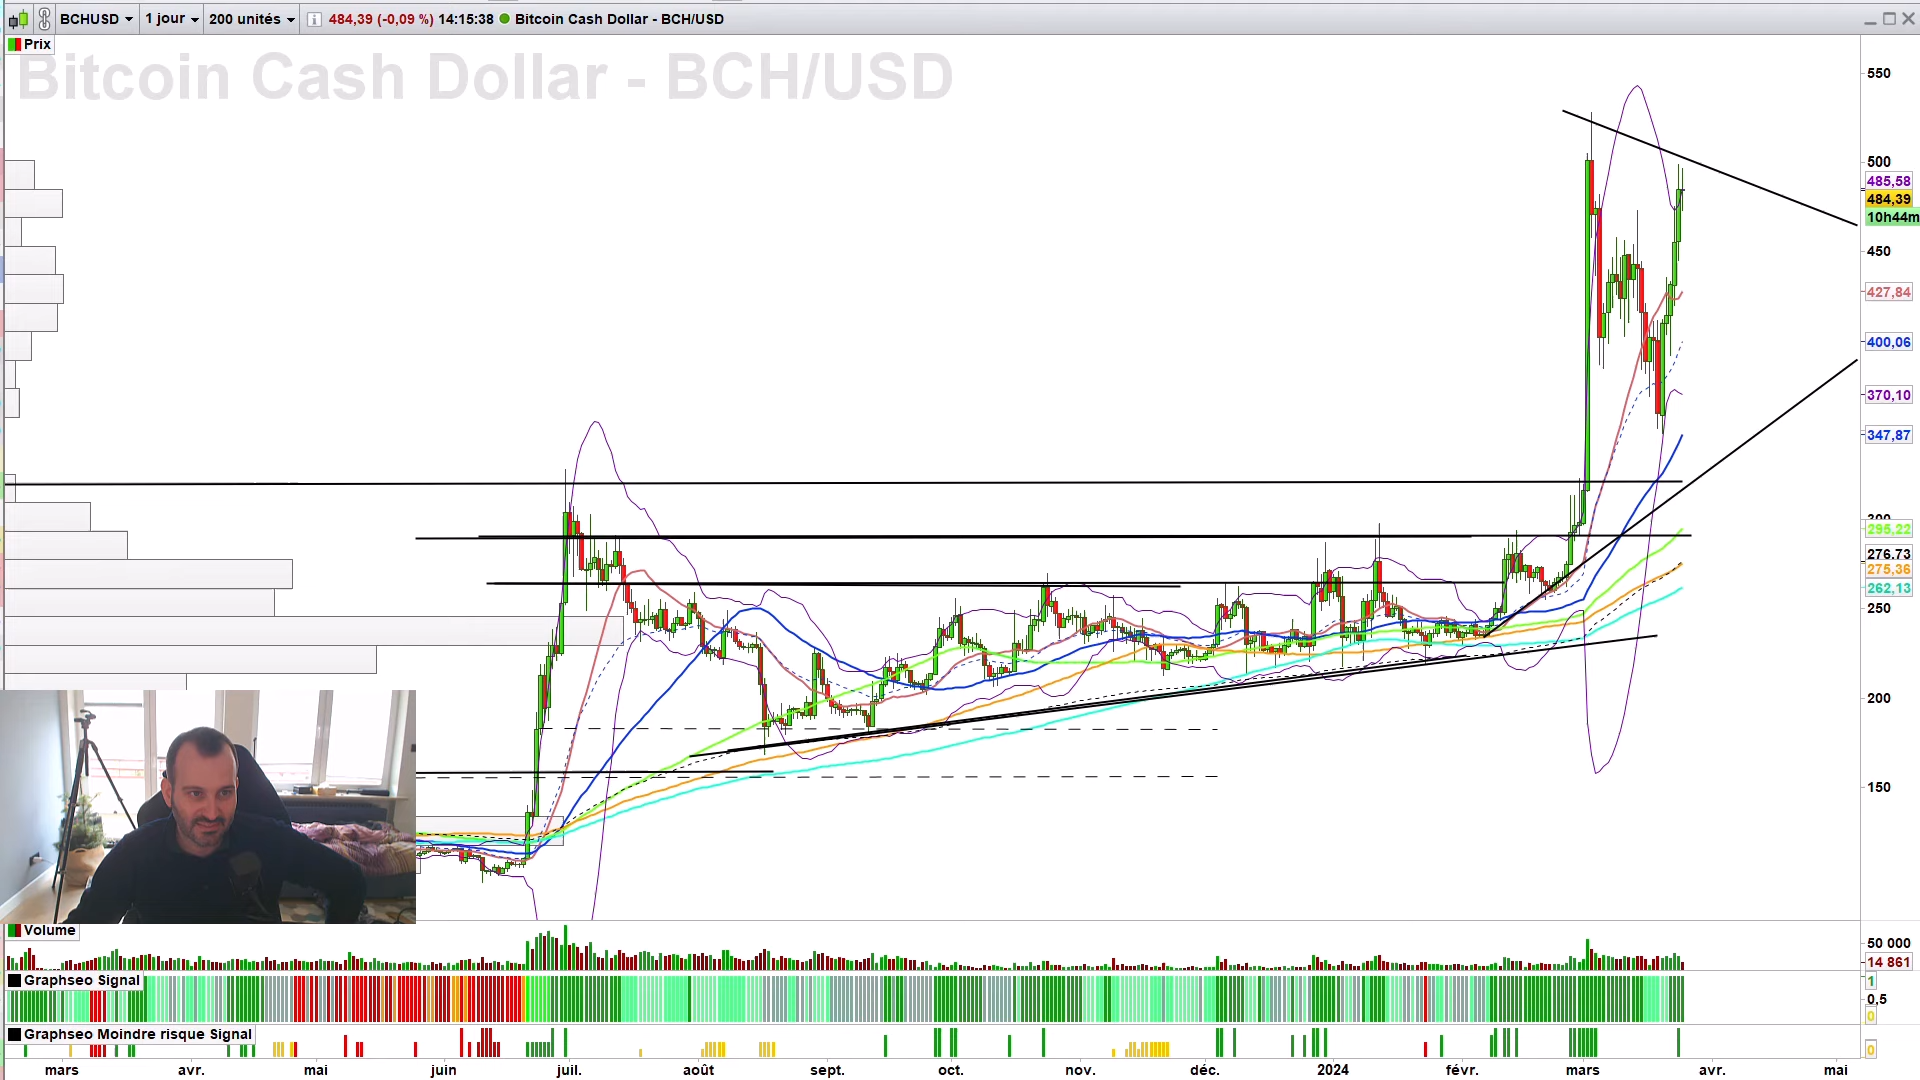 BCHUSD 1 jour 200 unités 484,39 (-0,09 %) 14:15:38 Bitcoin Cash Dollar - BCH/USD
Prix
Bitcoin Cash Dollar - BCH/USD
550
500
485,58
484,39
10h44m
450
427,84
400,06
370,10
347,87
300
295,22
276,73
275,36
262,13
250
200
150
Volume
50 000
14 861
Graphseo Signal
1
0,5
0
Graphseo Moindre risque Signal
0
mars avr. mai juin juil. août sept. oct. nov. déc. 2024 févr. mars avr. mai